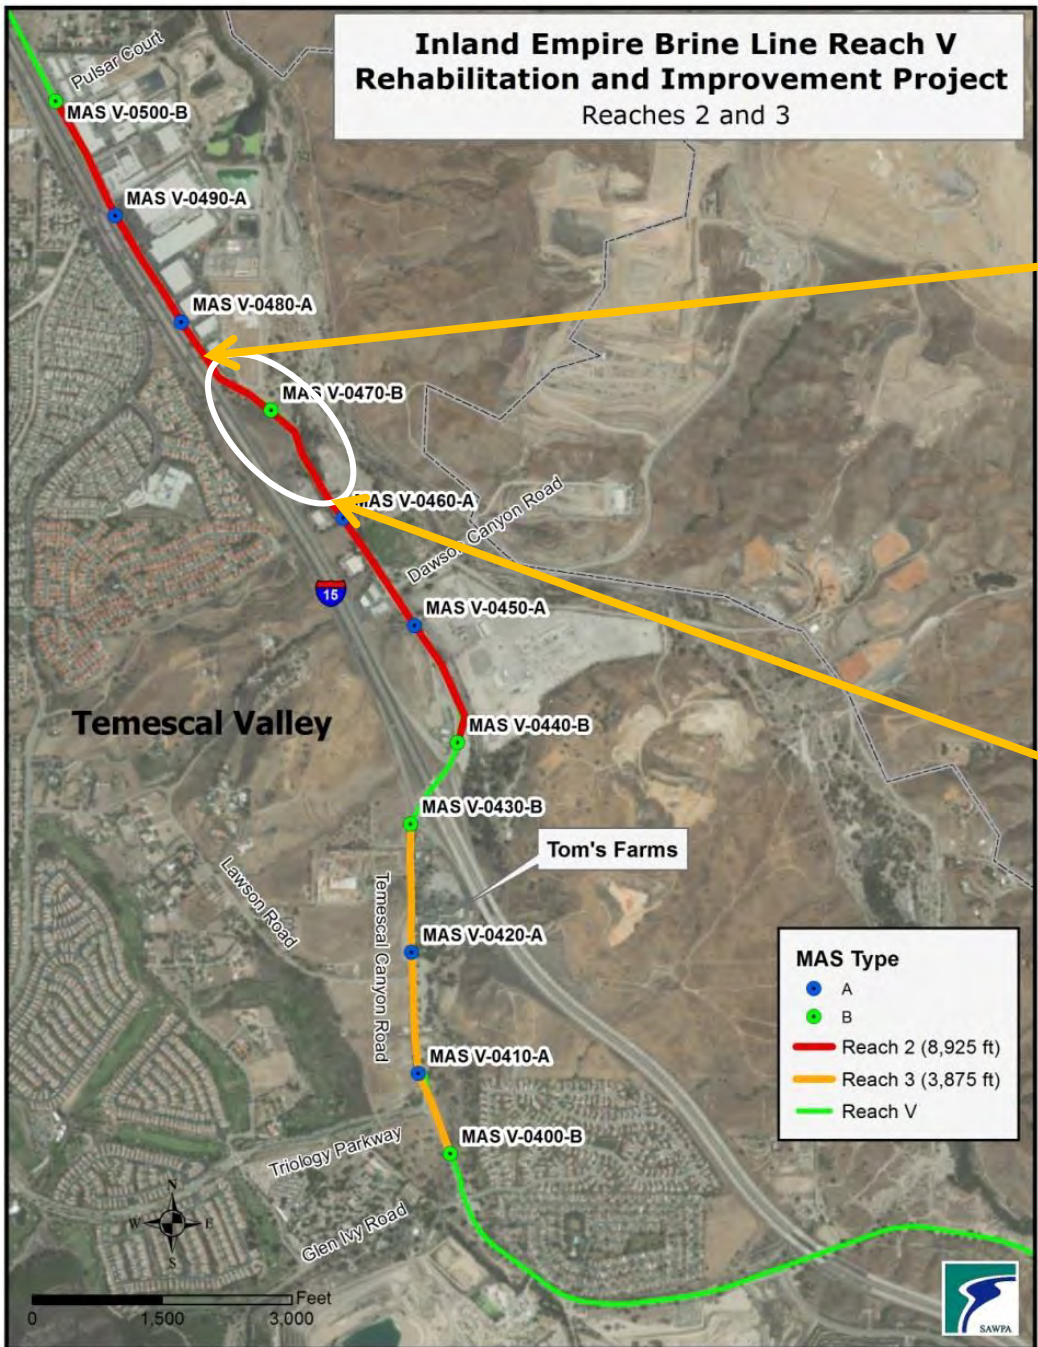 Inland Empire Brine Line Reach V
Rehabilitation and Improvement Project
Reaches 2 and 3
Pulsar Court
MAS V-0500-B
MAS V-0490-A
MAS V-0480-A
MAS V-0470-B
MAS V-0460-A
Dawson Canyon Road
15
MAS V-0450-A
Temescal Valley
MAS V-0440-B
MAS V-0430-B
Tom's Farms
Lawson Road
Temescal Canyon Road
MAS V-0420-A
MAS V-0410-A
MAS V-0400-B
Triology Parkway
Glen Ivy Road
MAS Type
A
B
Reach 2 (8,925 ft)
Reach 3 (3,875 ft)
Reach V
N
W E
S
Feet
0 1,500 3,000
SAWPA